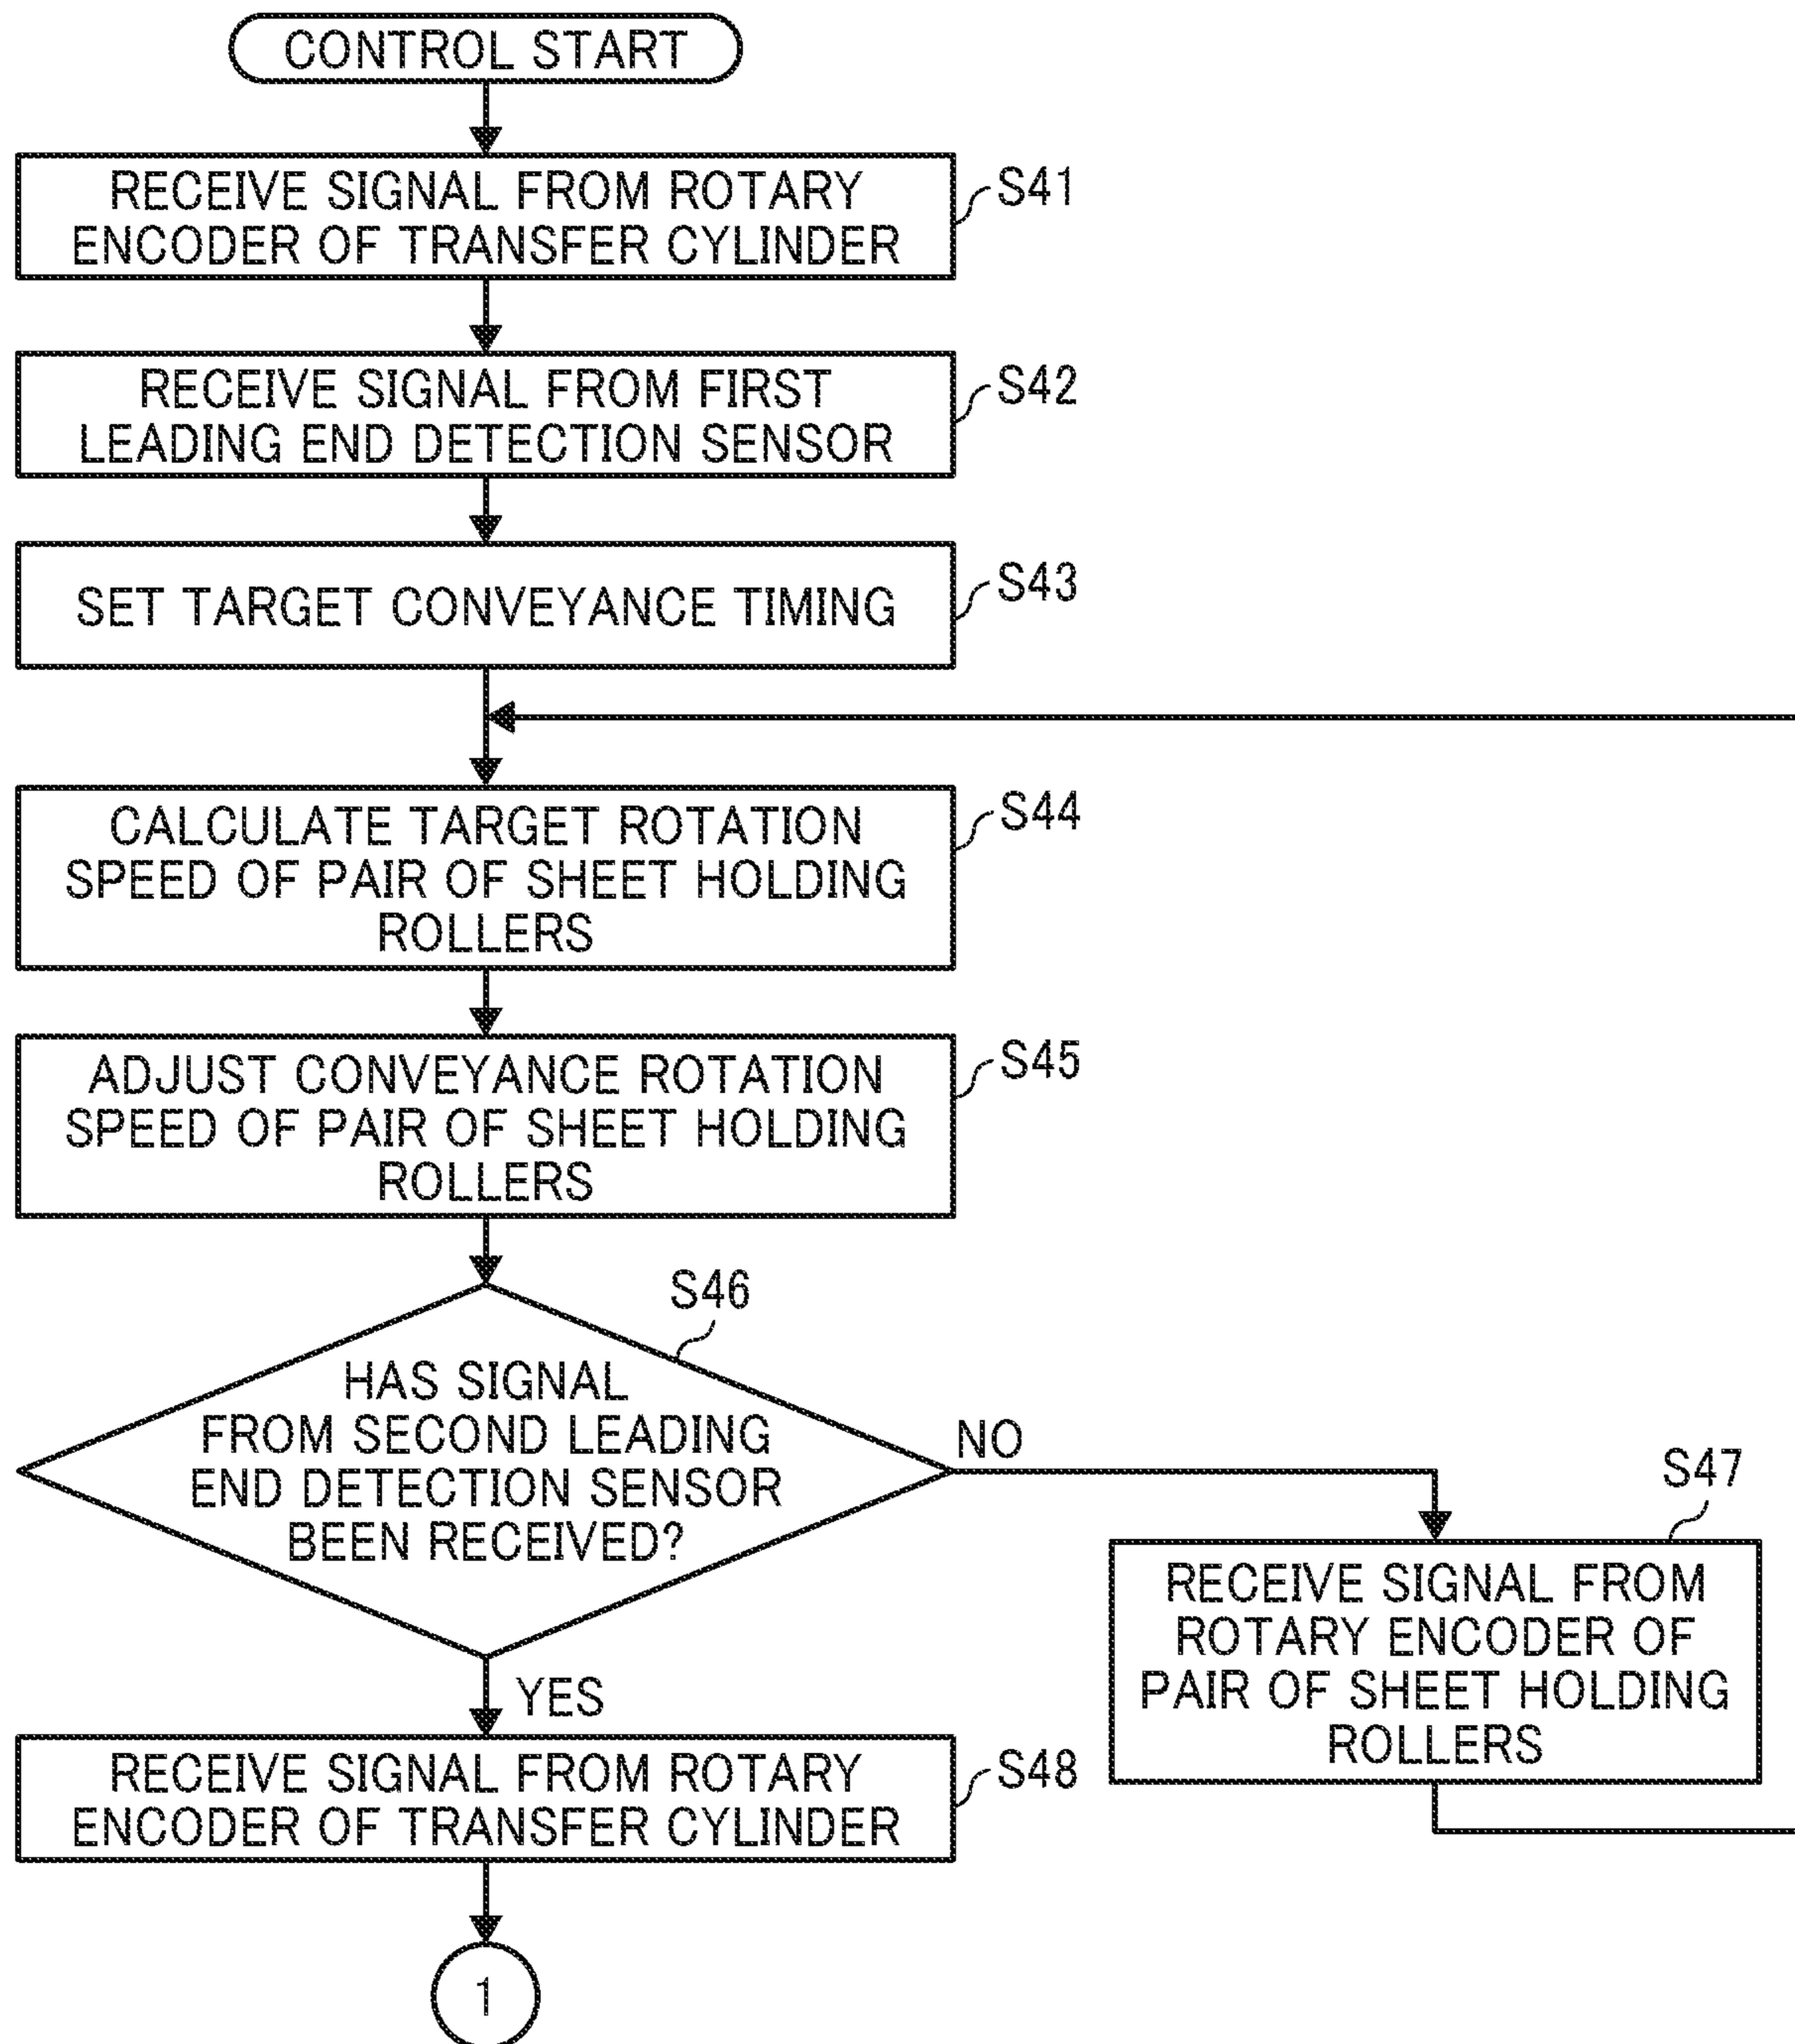 CONTROL START
RECEIVE SIGNAL FROM ROTARY
ENCODER OF TRANSFER CYLINDER
S41
RECEIVE SIGNAL FROM FIRST
LEADING END DETECTION SENSOR
S42
SET TARGET CONVEYANCE TIMING
S43
CALCULATE TARGET ROTATION
SPEED OF PAIR OF SHEET HOLDING
ROLLERS
S44
ADJUST CONVEYANCE ROTATION
SPEED OF PAIR OF SHEET HOLDING
ROLLERS
S45
S46
HAS SIGNAL
FROM SECOND LEADING
END DETECTION SENSOR
BEEN RECEIVED?
NO
S47
RECEIVE SIGNAL FROM
ROTARY ENCODER OF
PAIR OF SHEET HOLDING
ROLLERS
YES
RECEIVE SIGNAL FROM ROTARY
ENCODER OF TRANSFER CYLINDER
S48
1